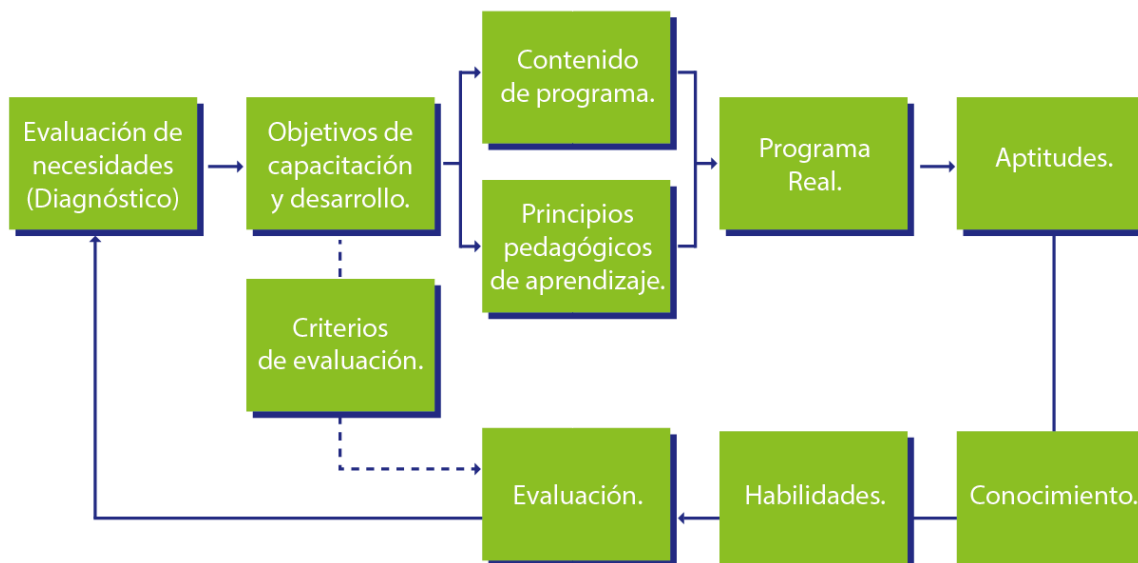 Evaluación de
necesidades
(Diagnóstico)
Objetivos de
capacitación
y desarrollo.
Contenido
de programa.
Principios
pedagógicos
de aprendizaje.
Programa
Real.
Aptitudes.
Criterios
de evaluación.
Evaluación.
Habilidades.
Conocimiento.